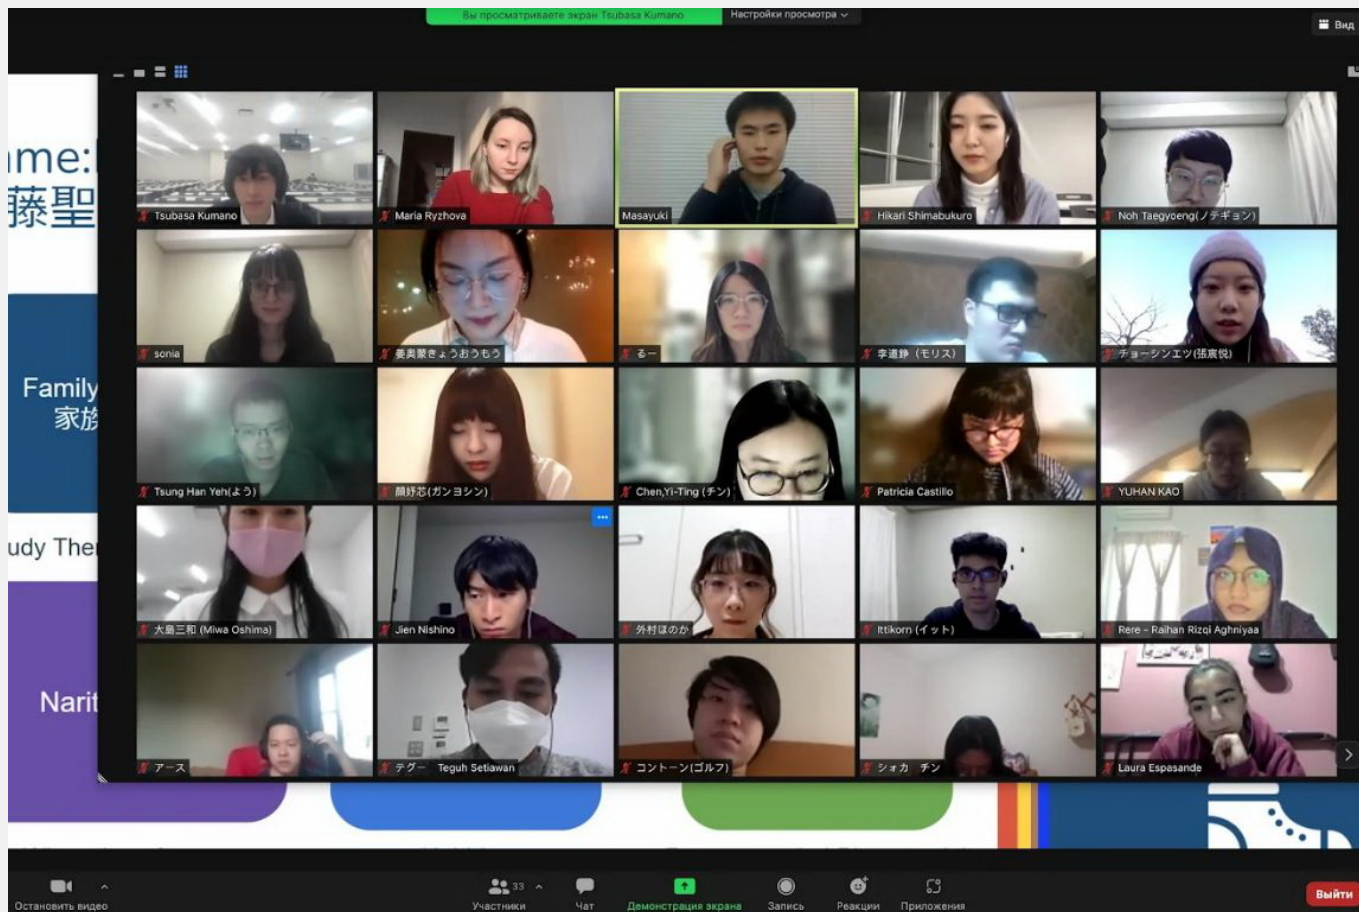 Вы просматриваете экран Tsubasa Kumano
Настройки просмотра
Вид
ame:
藤聖
Tsubasa Kumano
Maria Ryzhova
Masayuki
Hikari Shimabukuro
Noh Taegyoeng(ノテギョン)
sonia
姜奥蒙きょうおうもう
るー
李道錚（モリス）
チョーシンエツ(張宸悦)
Family
家族
Tsung Han Yeh(よう)
顏妤芯(ガンヨシン)
Chen,Yi-Ting (チン)
Patricia Castillo
YUHAN KAO
udy The
大島三和 (Miwa Oshima)
Jien Nishino
外村ほのか
Ittikorn (イット)
Rere - Raihan Rizqi Aghniyaa
Narit
アース
テグー Teguh Setiawan
コントーン(ゴルフ)
ショカ チン
Laura Espasande
Остановить видео
33
Участники
Чат
Демонстрация экрана
Запись
Реакции
Приложения
Выйти